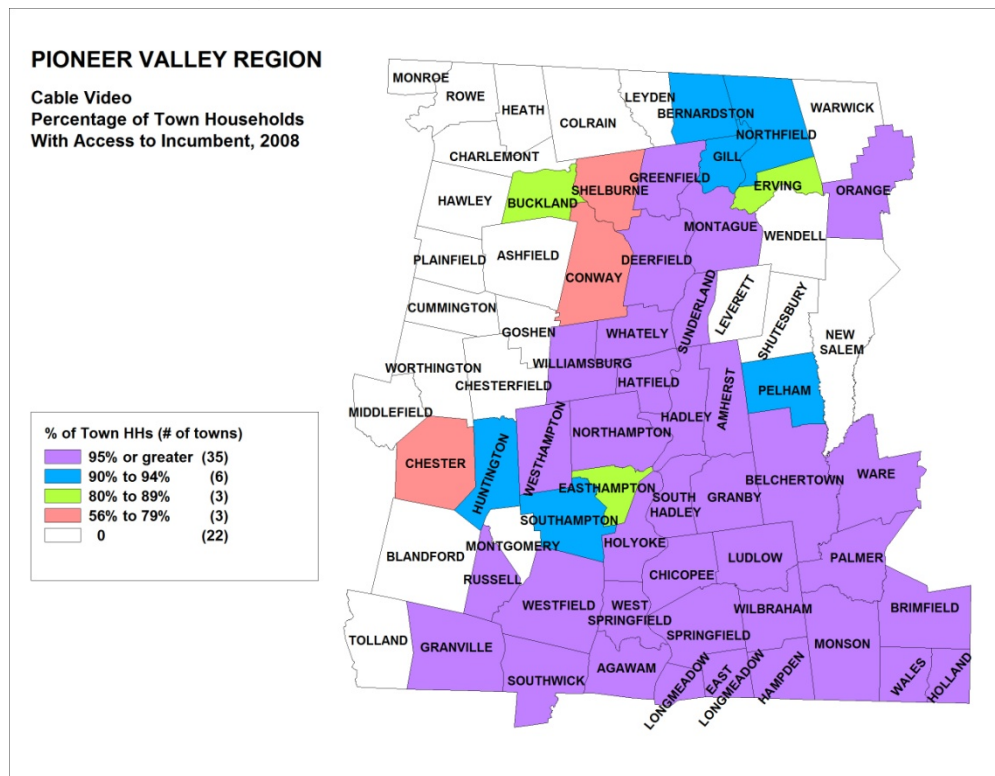 PIONEER VALLEY REGION
Cable Video
Percentage of Town Households
With Access to Incumbent, 2008
MONROE
ROWE
HEATH
COLRAIN
LEYDEN
BERNARDSTON
NORTHFIELD
WARWICK
CHARLEMONT
GILL
GREENFIELD
SHELBURNE
ERVING
ORANGE
HAWLEY
BUCKLAND
MONTAGUE
WENDELL
PLAINFIELD
ASHFIELD
CONWAY
DEERFIELD
SUNDERLAND
LEVERETT
SHUTESBURY
NEW
SALEM
CUMMINGTON
GOSHEN
WHATELY
WORTHINGTON
CHESTERFIELD
WILLIAMSBURG
HATFIELD
HADLEY
AMHERST
PELHAM
MIDDLEFIELD
CHESTER
HUNTINGTON
WESTHAMPTON
NORTHAMPTON
EASTHAMPTON
SOUTHAMPTON
SOUTH
HADLEY
GRANBY
BELCHERTOWN
WARE
BLANDFORD
MONTGOMERY
RUSSELL
HOLYOKE
CHICOPEE
LUDLOW
PALMER
WESTFIELD
WEST
SPRINGFIELD
SPRINGFIELD
WILBRAHAM
MONSON
BRIMFIELD
TOLLAND
GRANVILLE
SOUTHWICK
AGAWAM
LONGMEADOW
EAST
LONGMEADOW
HAMPDEN
WALES
HOLLAND
% of Town HHs (# of towns)
95% or greater (35)
90% to 94% (6)
80% to 89% (3)
56% to 79% (3)
0 (22)